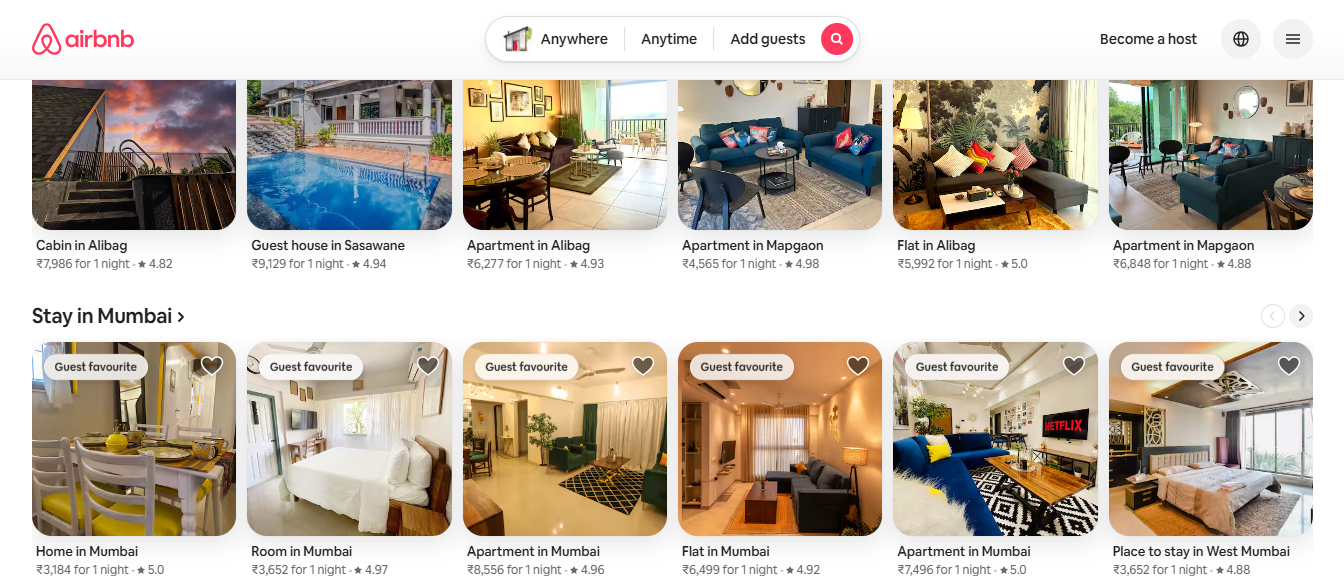 airbnb
Anywhere
Anytime
Add guests
Become a host
Cabin in Alibag
₹7,986 for 1 night · ★ 4.82
Guest house in Sasawane
₹9,129 for 1 night · ★ 4.94
Apartment in Alibag
₹6,277 for 1 night · ★ 4.93
Apartment in Mapgaon
₹4,565 for 1 night · ★ 4.98
Flat in Alibag
₹5,992 for 1 night · ★ 5.0
Apartment in Mapgaon
₹6,848 for 1 night · ★ 4.88
Stay in Mumbai
Guest favourite
Guest favourite
Guest favourite
Guest favourite
Guest favourite
Guest favourite
NETFLIX
Home in Mumbai
₹3,184 for 1 night · ★ 5.0
Room in Mumbai
₹3,652 for 1 night · ★ 4.97
Apartment in Mumbai
₹8,556 for 1 night · ★ 4.96
Flat in Mumbai
₹6,499 for 1 night · ★ 4.92
Apartment in Mumbai
₹7,496 for 1 night · ★ 5.0
Place to stay in West Mumbai
₹3,652 for 1 night · ★ 4.88